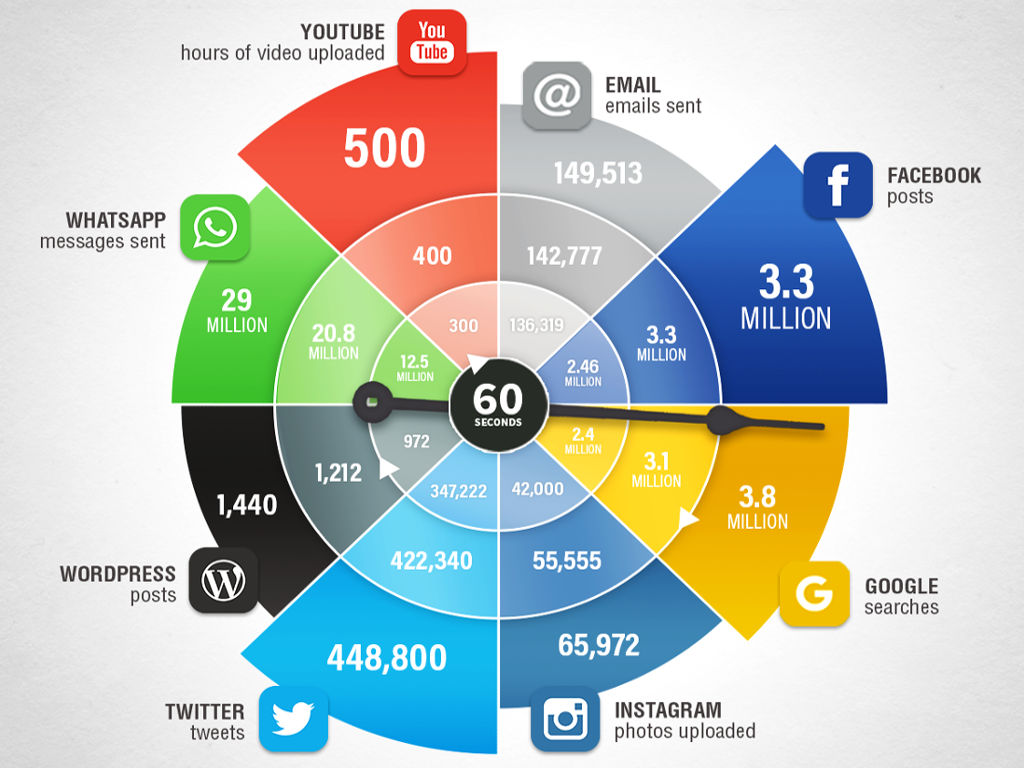 YOUTUBE
hours of video uploaded
You
Tube
@
EMAIL
emails sent
f
FACEBOOK
posts
WHATSAPP
messages sent
500
400
300
149,513
142,777
136,319
3.3
MILLION
3.3
MILLION
2.46
MILLION
29
MILLION
20.8
MILLION
12.5
MILLION
60
SECONDS
972
1,212
1,440
2.4
MILLION
3.1
MILLION
3.8
MILLION
347,222
422,340
448,800
42,000
55,555
65,972
WORDPRESS
posts
W
G
GOOGLE
searches
TWITTER
tweets
INSTAGRAM
photos uploaded